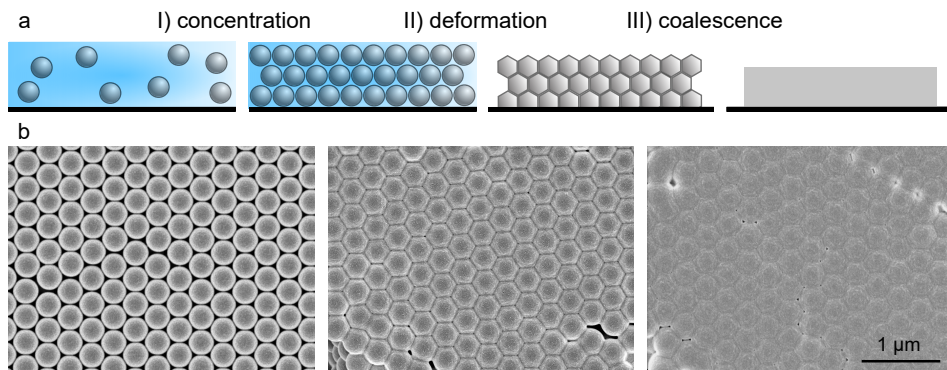 a
I) concentration
II) deformation
III) coalescence
b
1 µm